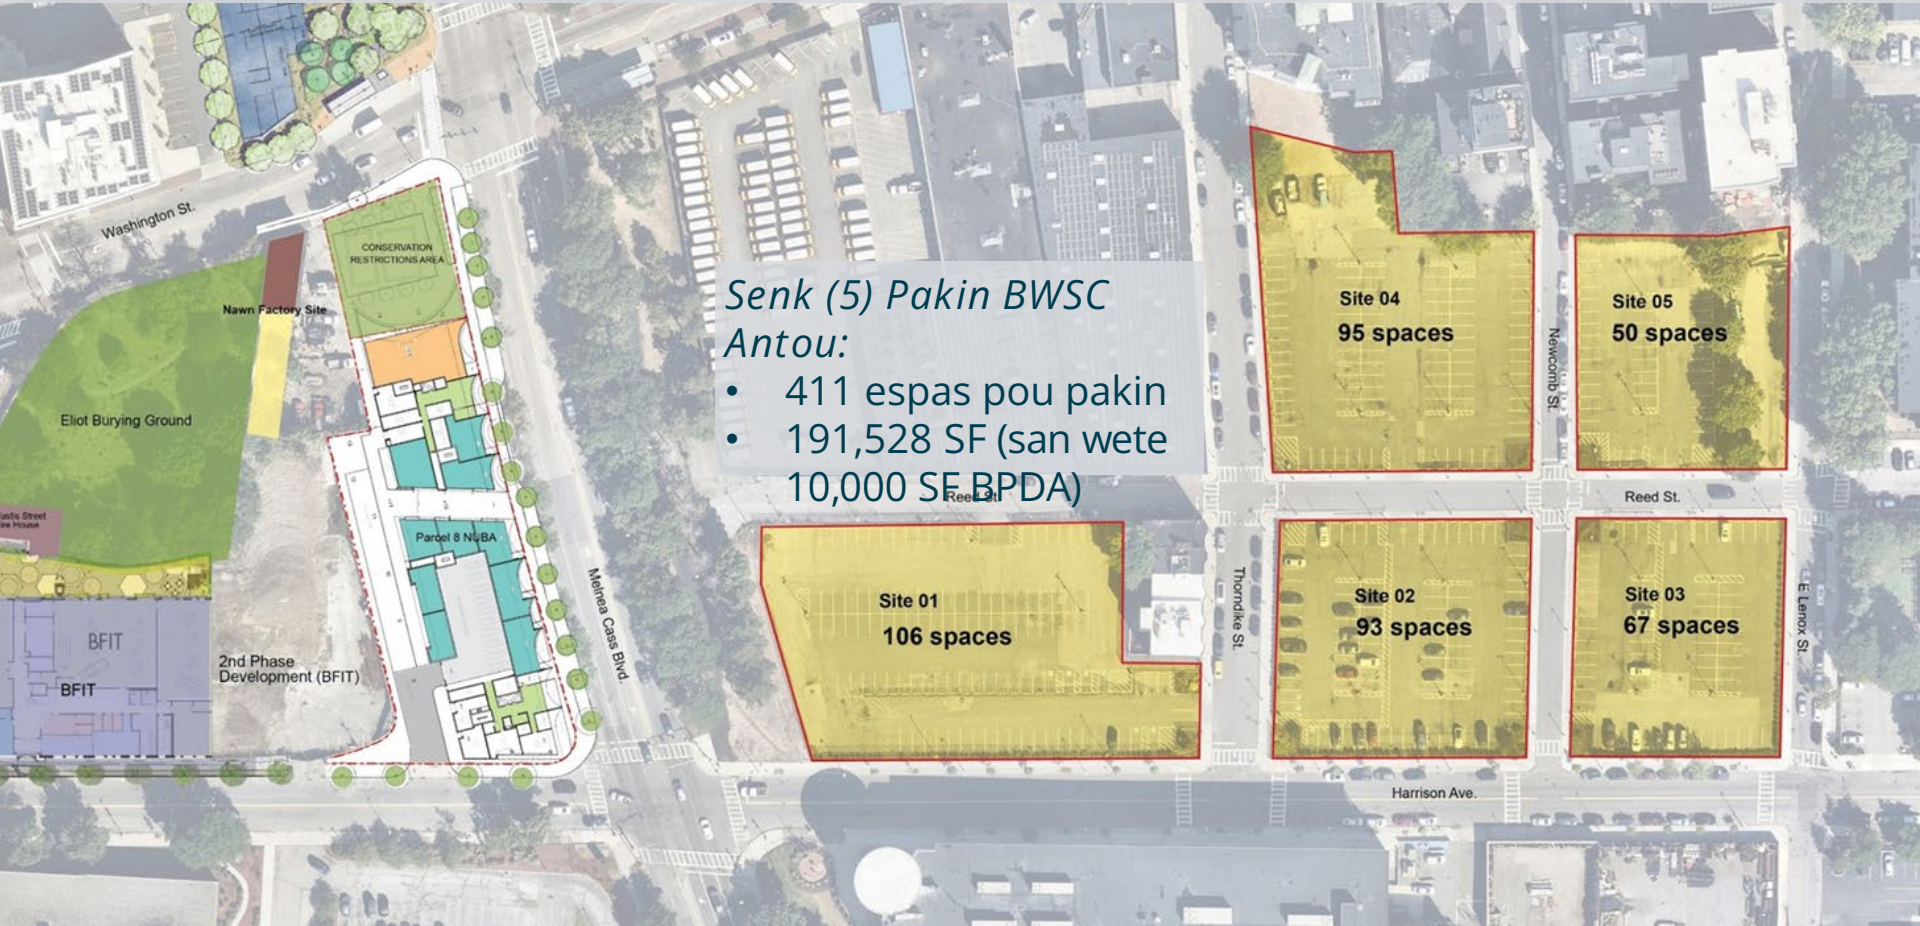 Washington St.
CONSERVATION
RESTRICTIONS AREA
Nawn Factory Site
Eliot Burying Ground
Parcel 8 NUBA
BFIT
BFIT
2nd Phase
Development (BFIT)
Melnea Cass Blvd.
Senk (5) Pakin BWSC
Antou:
• 411 espas pou pakin
• 191,528 SF (san wete
10,000 SF BPDA)
Reed St.
Site 04
95 spaces
Newcomb St.
Site 05
50 spaces
Reed St.
Site 01
106 spaces
Thorndike St.
Site 02
93 spaces
Site 03
67 spaces
E Lenox St.
Harrison Ave.
Street
House